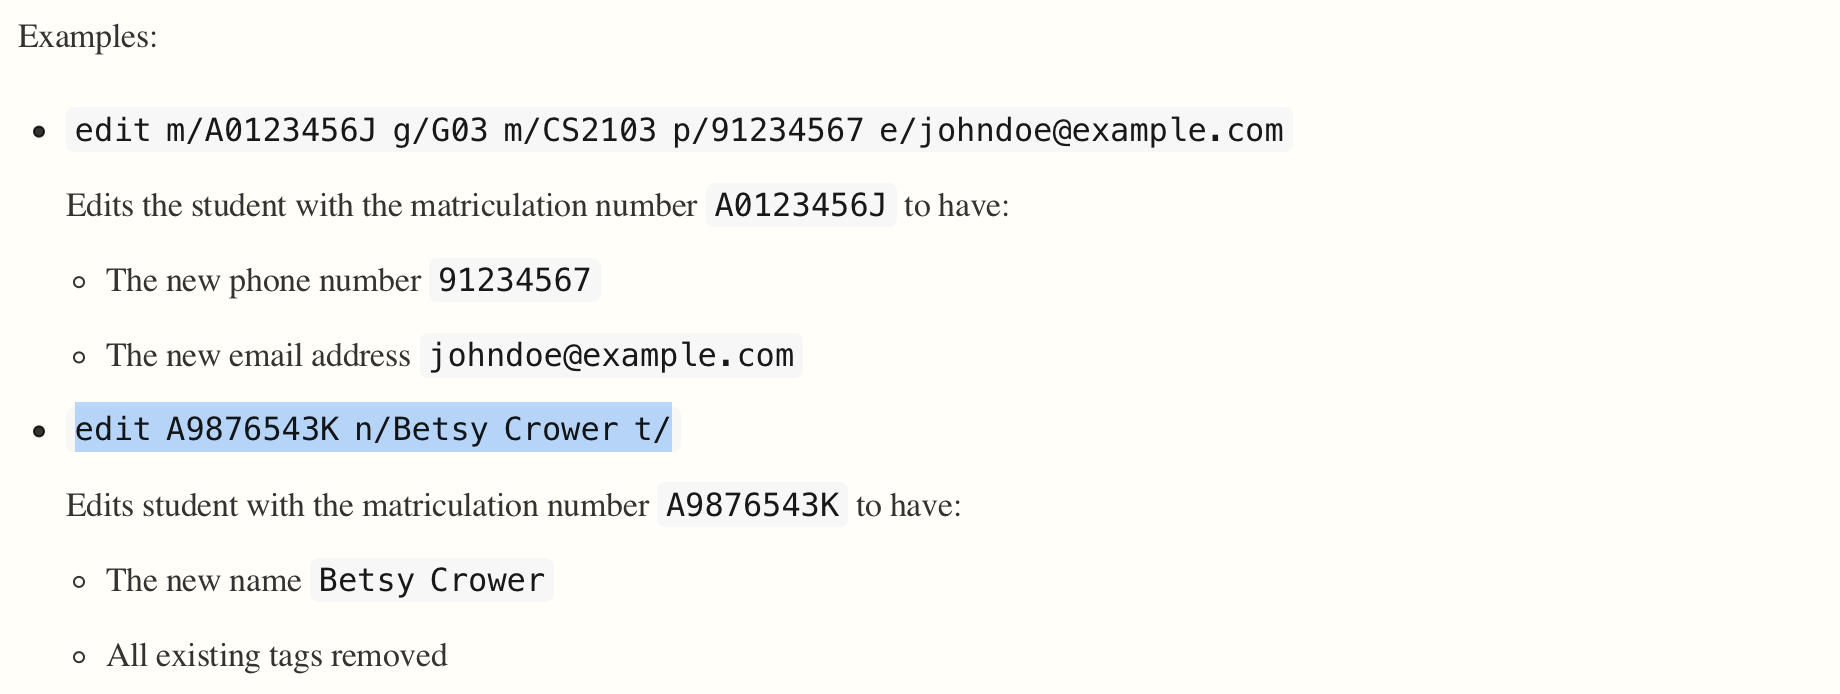 Examples:
edit m/A0123456J g/G03 m/CS2103 p/91234567 e/johndoe@example.com
Edits the student with the matriculation number A0123456J to have:
The new phone number 91234567
The new email address johndoe@example.com
edit A9876543K n/Betsy Crower t/
Edits student with the matriculation number A9876543K to have:
The new name Betsy Crower
All existing tags removed